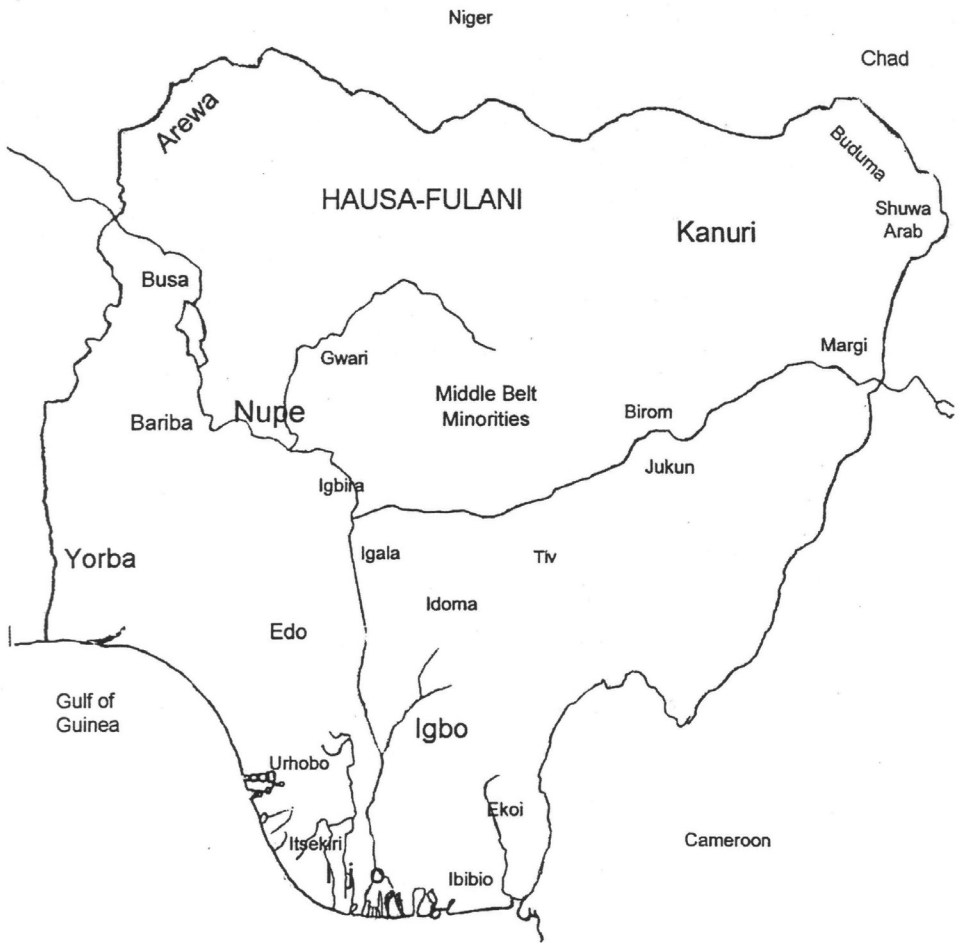 Niger
Chad
Arewa
Buduma
HAUSA-FULANI
Shuwa
Arab
Kanuri
Busa
Margi
Gwari
Middle Belt
Minorities
Nupe
Birom
Bariba
Jukun
Igbira
Igala
Tiv
Yorba
Idoma
Edo
Gulf of
Guinea
Igbo
Urhobo
Ekoi
Itsekiri
Cameroon
I j o
Ibibio